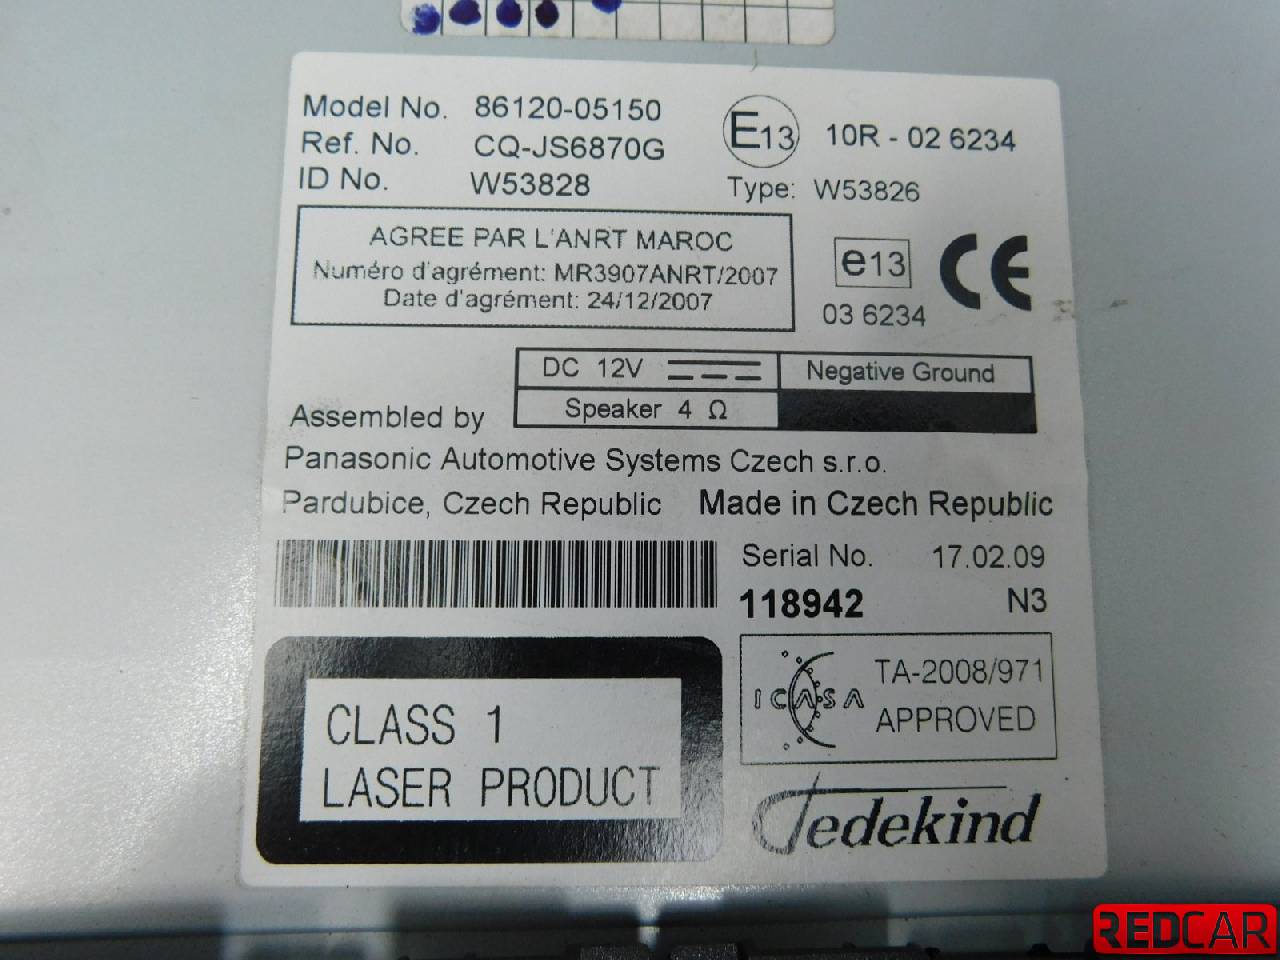 Model No. 86120-05150
Ref. No. CQ-JS6870G
ID No. W53828
E13 10R - 02 6234
Type: W53826
AGREE PAR L'ANRT MAROC
Numéro d'agrément: MR3907ANRT/2007
Date d'agrément: 24/12/2007
e13
03 6234
CE
DC 12V
Negative Ground
Speaker 4 Ω
Assembled by
Panasonic Automotive Systems Czech s.r.o.
Pardubice, Czech Republic Made in Czech Republic
Serial No. 17.02.09
118942 N3
CLASS 1
LASER PRODUCT
ICASA
TA-2008/971
APPROVED
Jedekind
REDCAR